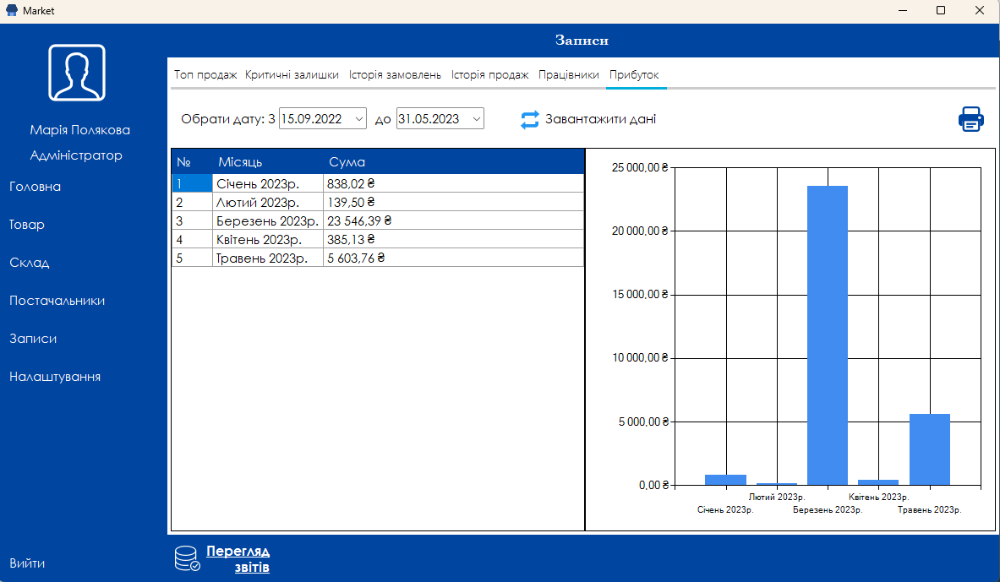 Market
Записи
Марія Полякова
Адміністратор
Головна
Товар
Склад
Постачальники
Записи
Налаштування
Вийти
Топ продаж Критичні залишки Історія замовлень Історія продаж Працівники Прибуток
Обрати дату: З 15.09.2022 до 31.05.2023 Завантажити дані
№ Місяць Сума
1 Січень 2023р. 838,02 ₴
2 Лютий 2023р. 139,50 ₴
3 Березень 2023р. 23 546,39 ₴
4 Квітень 2023р. 385,13 ₴
5 Травень 2023р. 5 603,76 ₴
25 000,00 ₴
20 000,00 ₴
15 000,00 ₴
10 000,00 ₴
5 000,00 ₴
0,00 ₴
Лютий 2023р. Квітень 2023р.
Січень 2023р. Березень 2023р. Травень 2023р.
Перегляд
звітів